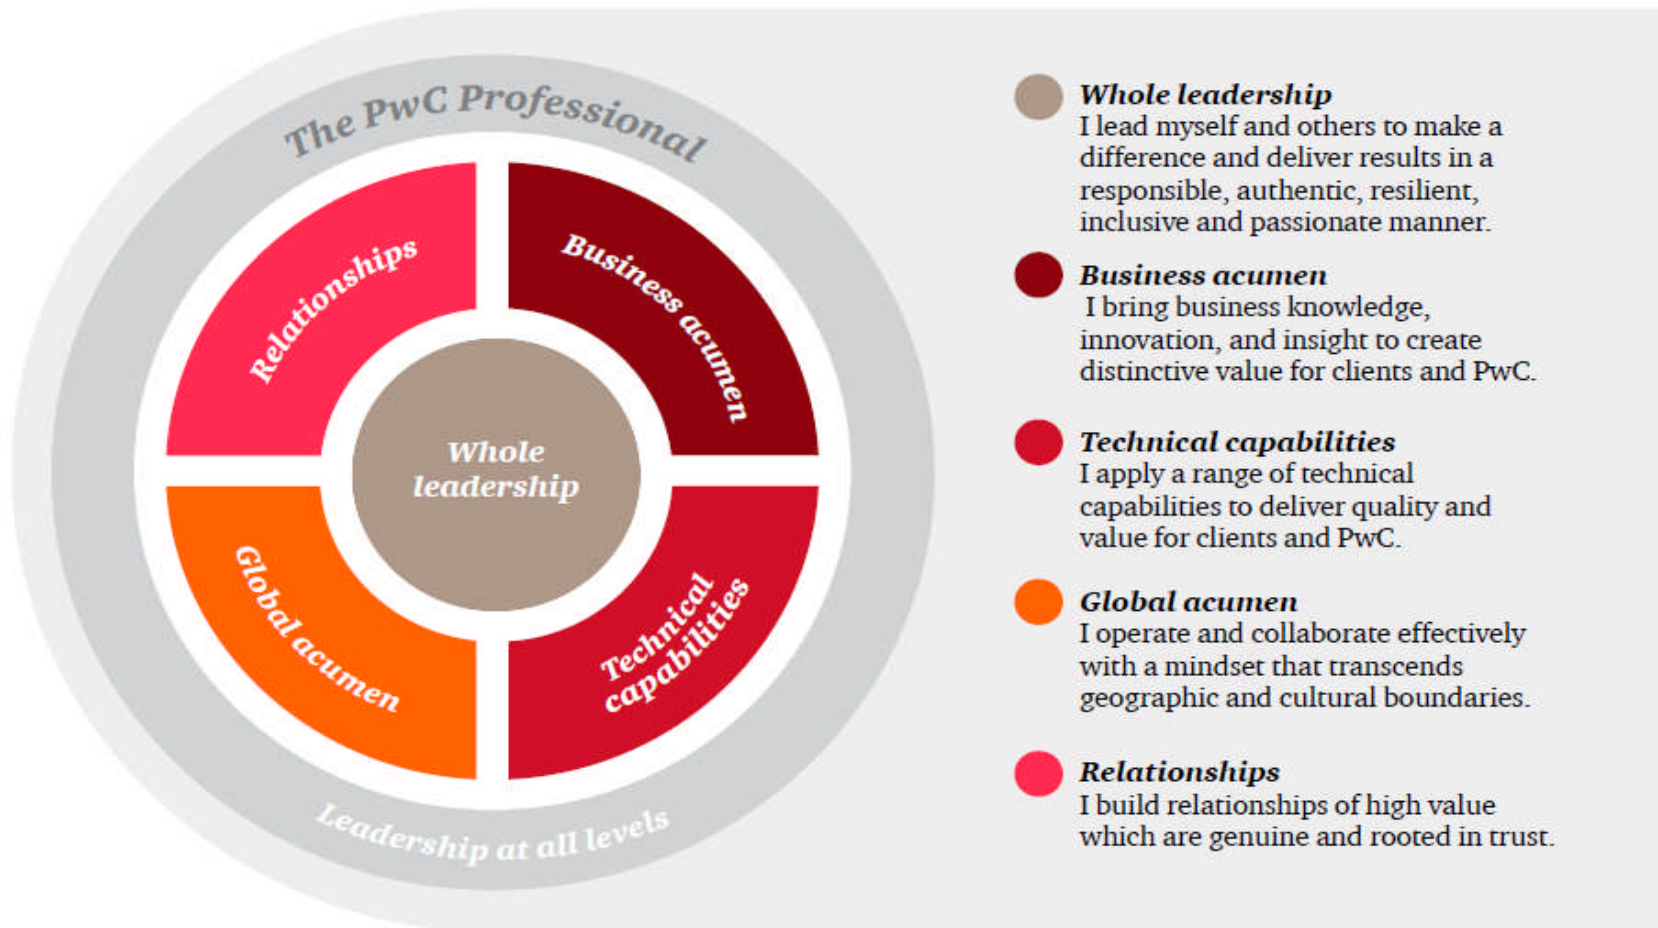 The PwC Professional
Relationships
Business acumen
Whole
leadership
Global acumen
Technical
capabilities
Leadership at all levels
Whole leadership
I lead myself and others to make a
difference and deliver results in a
responsible, authentic, resilient,
inclusive and passionate manner.
Business acumen
I bring business knowledge,
innovation, and insight to create
distinctive value for clients and PwC.
Technical capabilities
I apply a range of technical
capabilities to deliver quality and
value for clients and PwC.
Global acumen
I operate and collaborate effectively
with a mindset that transcends
geographic and cultural boundaries.
Relationships
I build relationships of high value
which are genuine and rooted in trust.